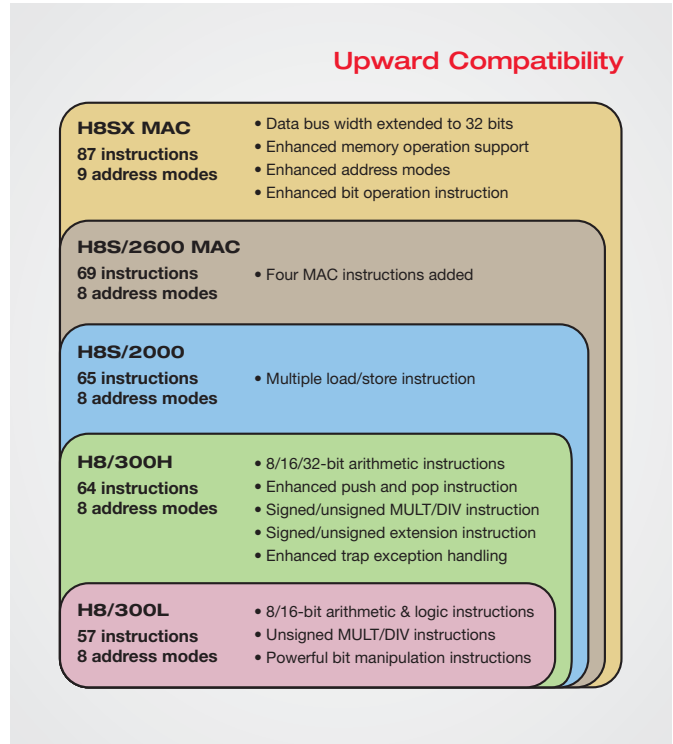 Upward Compatibility
H8SX MAC
87 instructions
9 address modes
• Data bus width extended to 32 bits
• Enhanced memory operation support
• Enhanced address modes
• Enhanced bit operation instruction
H8S/2600 MAC
69 instructions
8 address modes
• Four MAC instructions added
H8S/2000
65 instructions
8 address modes
• Multiple load/store instruction
H8/300H
64 instructions
8 address modes
• 8/16/32-bit arithmetic instructions
• Enhanced push and pop instruction
• Signed/unsigned MULT/DIV instruction
• Signed/unsigned extension instruction
• Enhanced trap exception handling
H8/300L
57 instructions
8 address modes
• 8/16-bit arithmetic & logic instructions
• Unsigned MULT/DIV instructions
• Powerful bit manipulation instructions